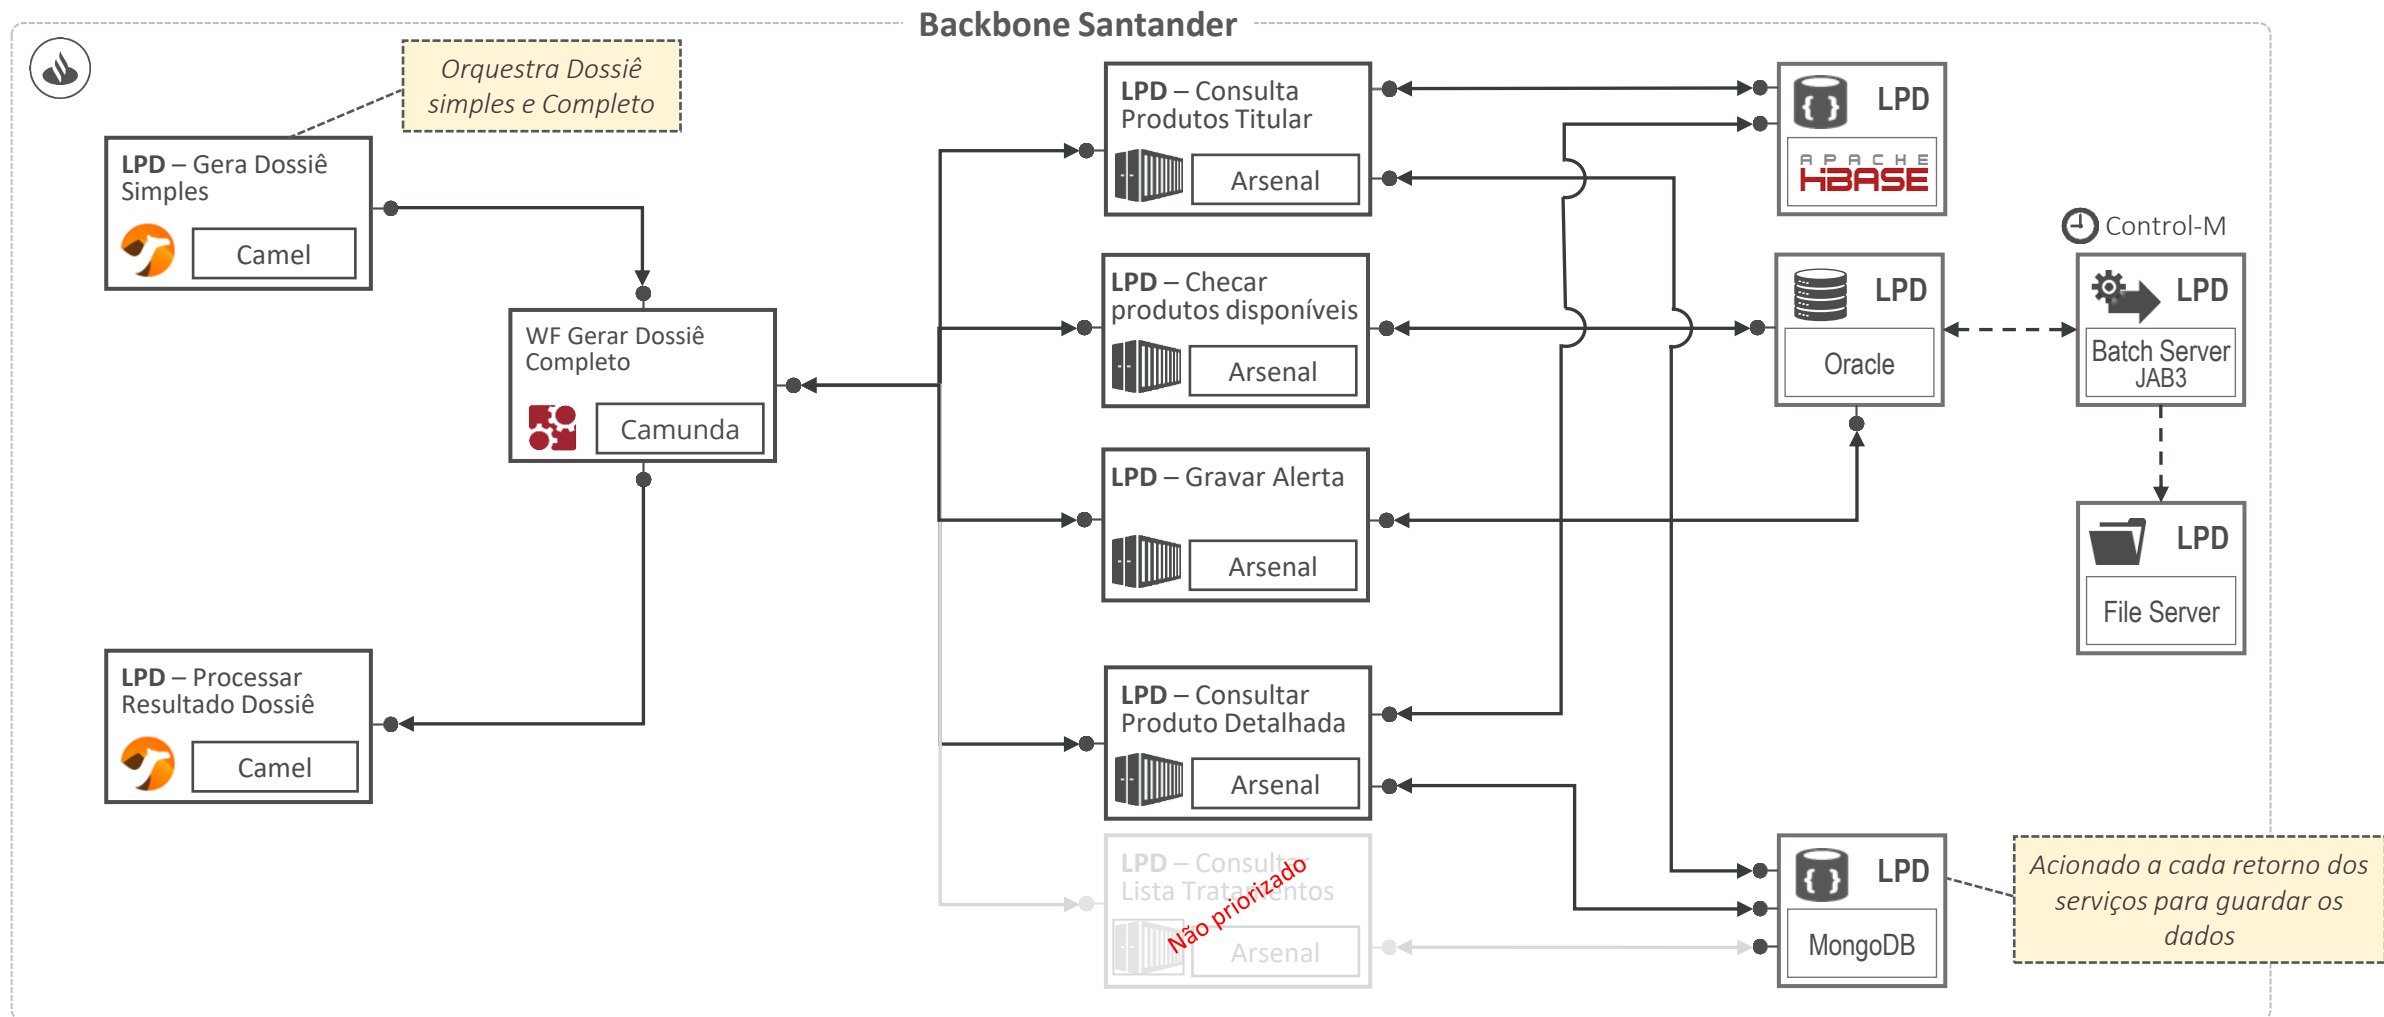 Backbone Santander
Orquestra Dossiê
simples e Completo
LPD – Gera Dossiê
Simples
Camel
WF Gerar Dossiê
Completo
Camunda
LPD – Processar
Resultado Dossiê
Camel
LPD – Consulta
Produtos Titular
Arsenal
LPD – Checar
produtos disponíveis
Arsenal
LPD – Gravar Alerta
Arsenal
LPD – Consultar
Produto Detalhada
Arsenal
LPD – Consultar
Lista Tratamentos
Não priorizado
Arsenal
LPD
APACHE
HBASE
LPD
Oracle
Control-M
LPD
Batch Server
JAB3
LPD
File Server
LPD
MongoDB
Acionado a cada retorno dos
serviços para guardar os
dados